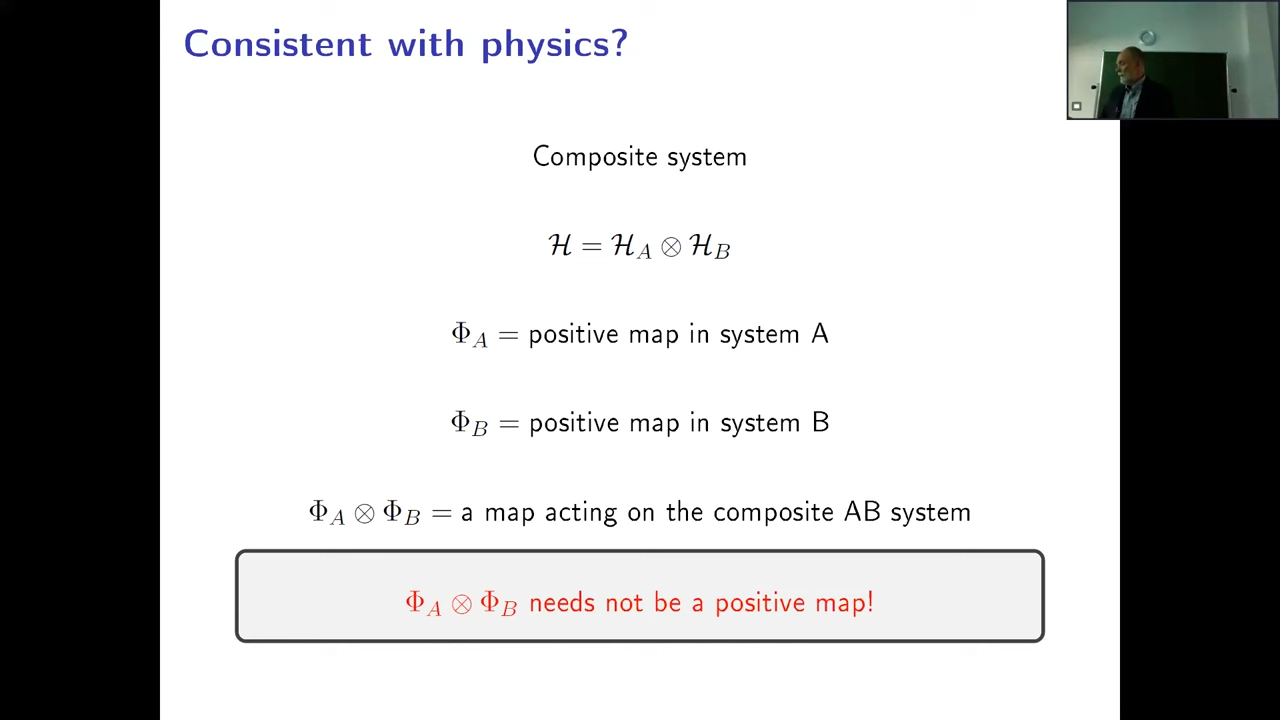 Consistent with physics?
Composite system
ℋ = ℋ_A ⊗ ℋ_B
Φ_A = positive map in system A
Φ_B = positive map in system B
Φ_A ⊗ Φ_B = a map acting on the composite AB system
Φ_A ⊗ Φ_B needs not be a positive map!